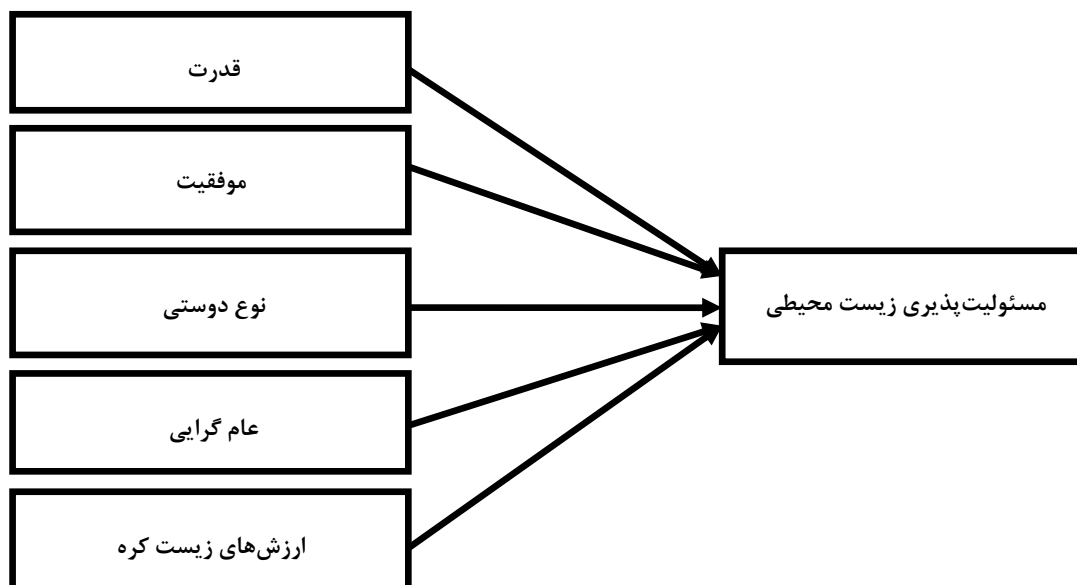 قدرت
موفقیت
نوع دوستی
مسئولیت‌پذیری زیست محیطی
عام گرایی
ارزش‌های زیست کره